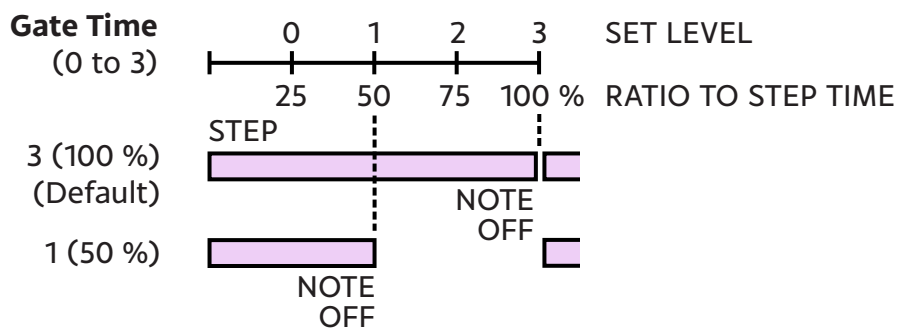 Gate Time
(0 to 3)
0 1 2 3 SET LEVEL
25 50 75 100 % RATIO TO STEP TIME
STEP
3 (100 %)
(Default)
NOTE
OFF
1 (50 %)
NOTE
OFF